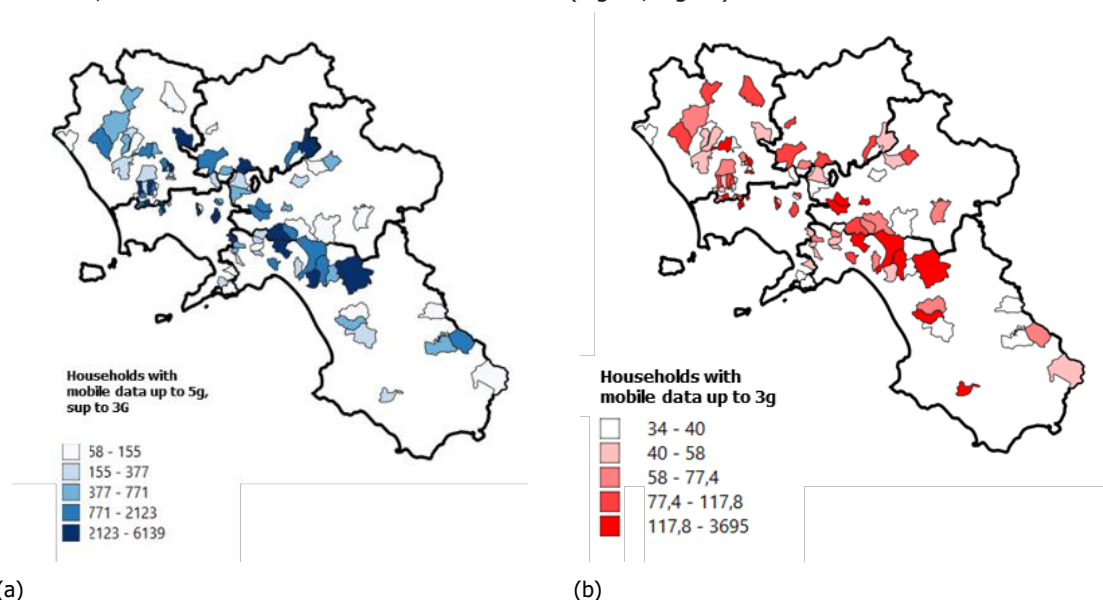 Households with
mobile data up to 5g,
sup to 3G
58 - 155
155 - 377
377 - 771
771 - 2123
2123 - 6139
Households with
mobile data up to 3g
34 - 40
40 - 58
58 - 77,4
77,4 - 117,8
117,8 - 3695
(a)
(b)